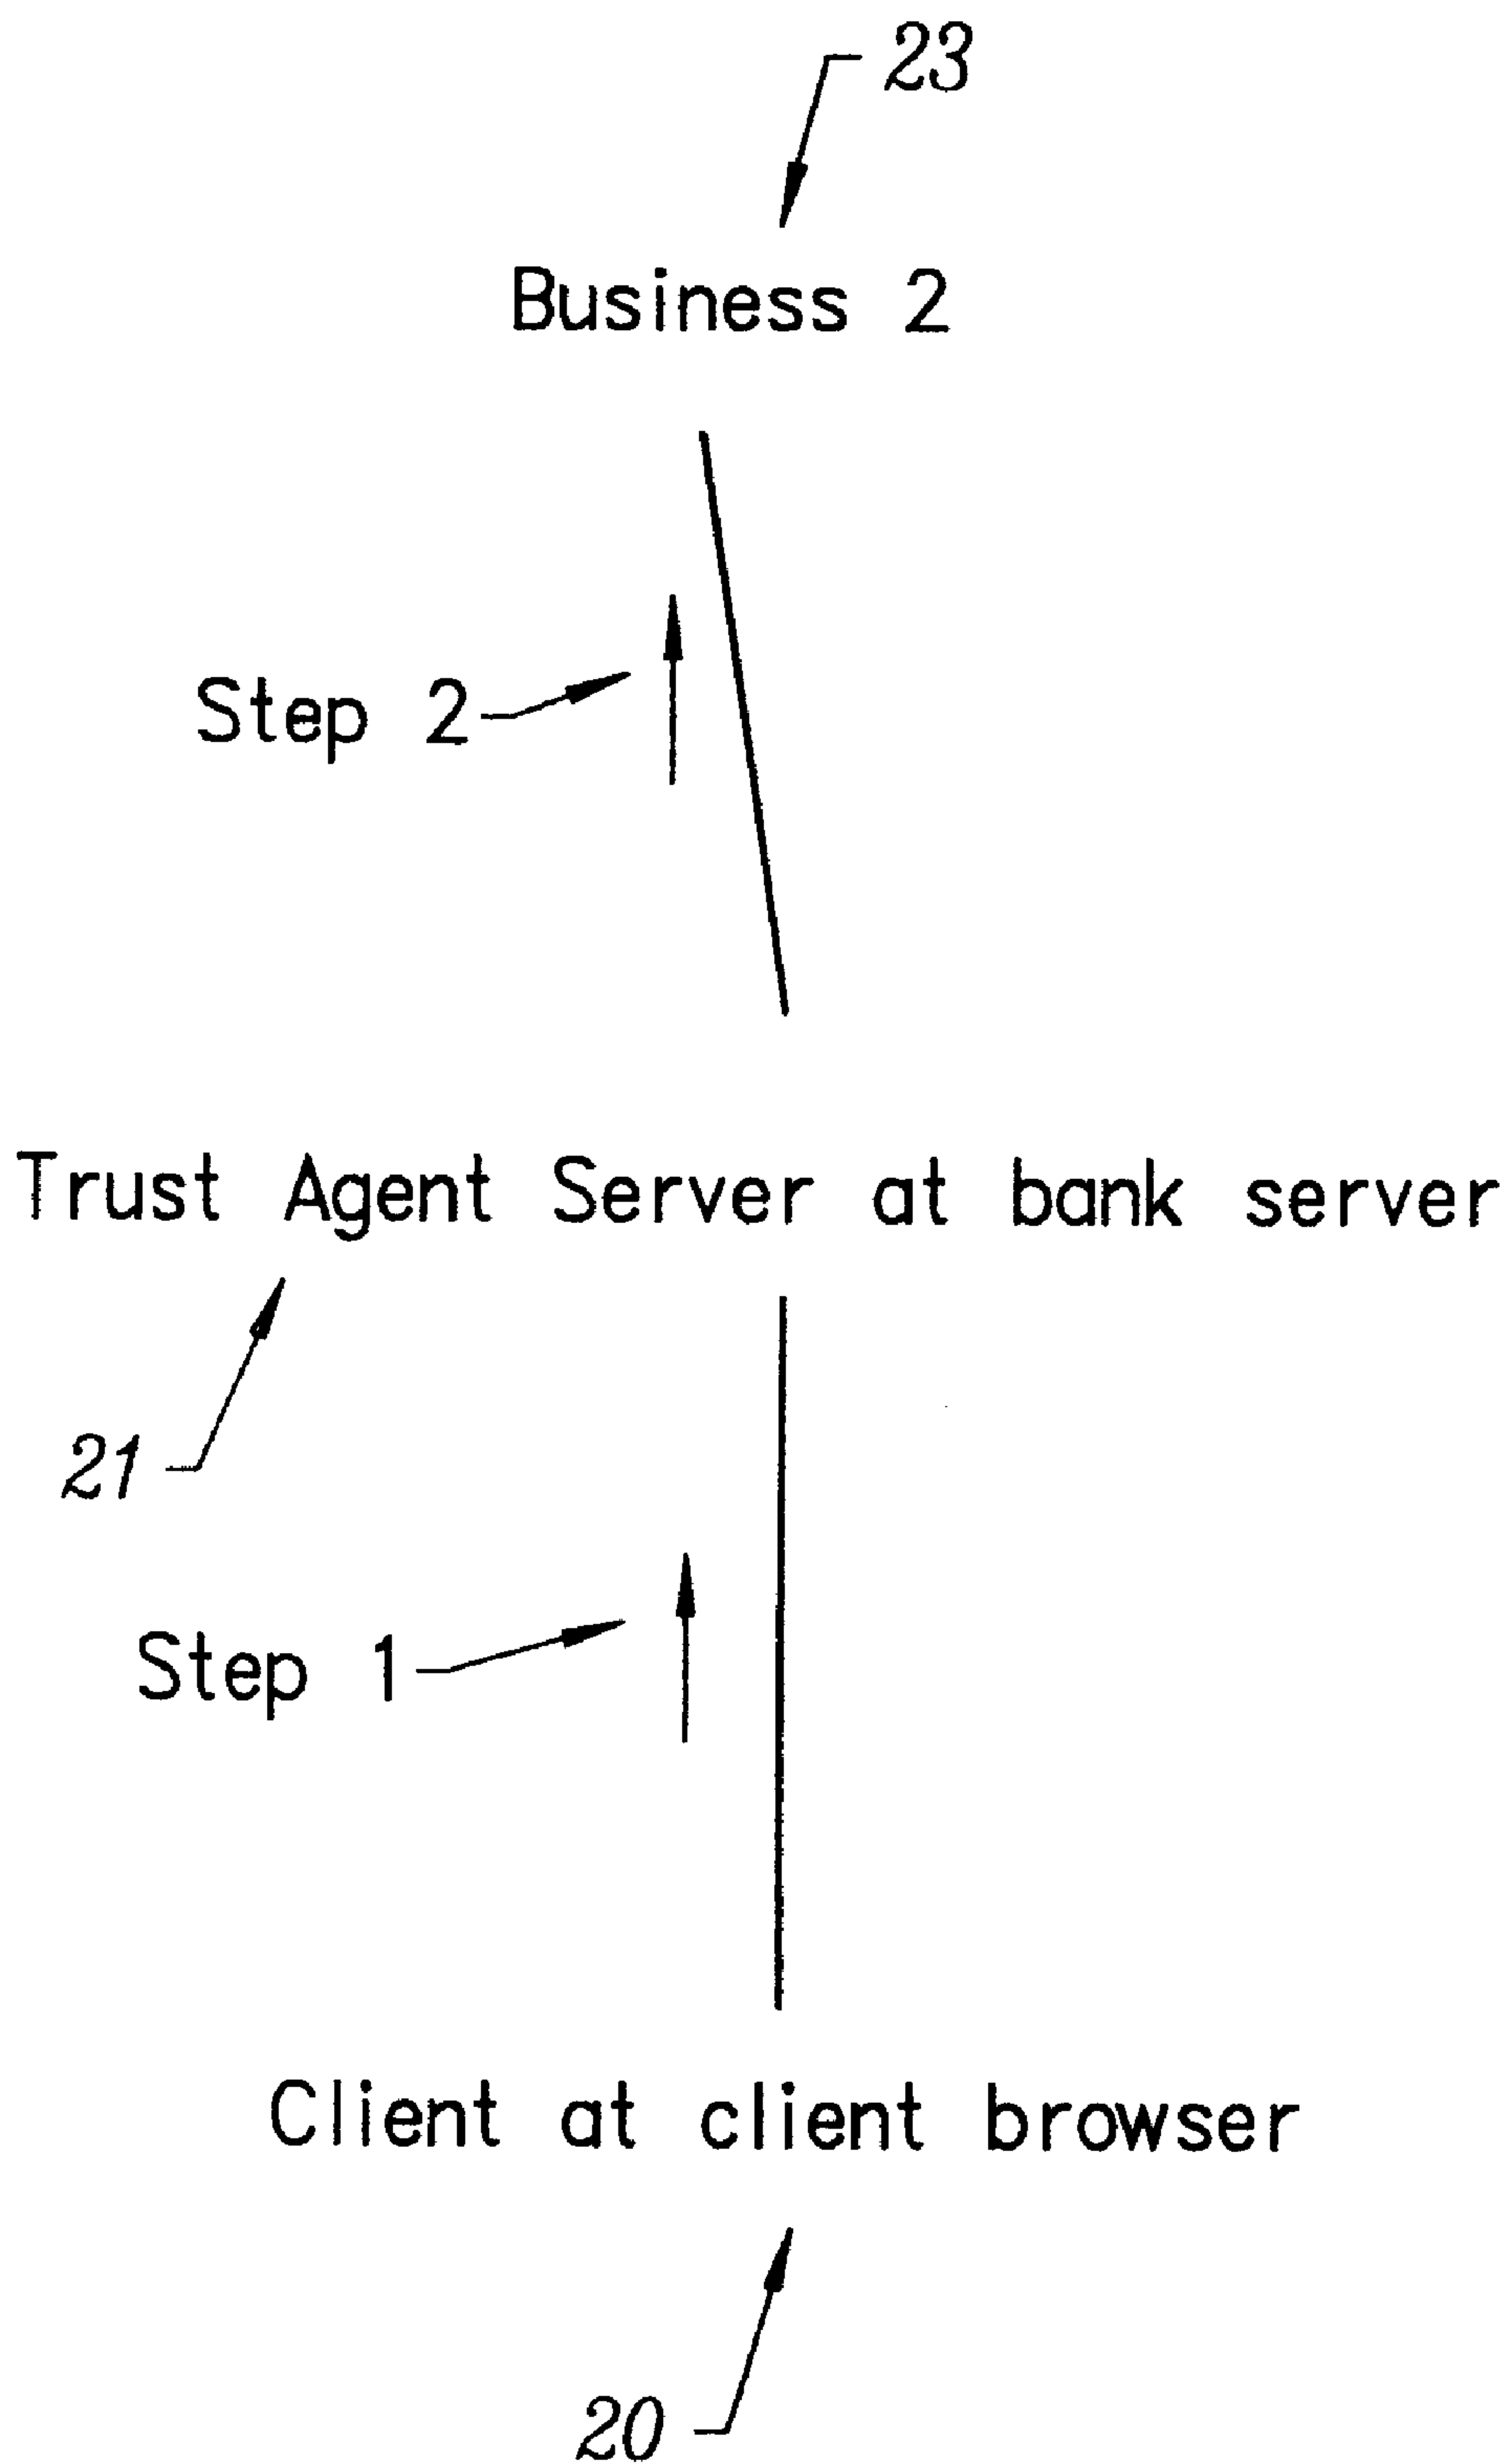 23
Business 2
Step 2
Trust Agent Server at bank server
21
Step 1
Client at client browser
20